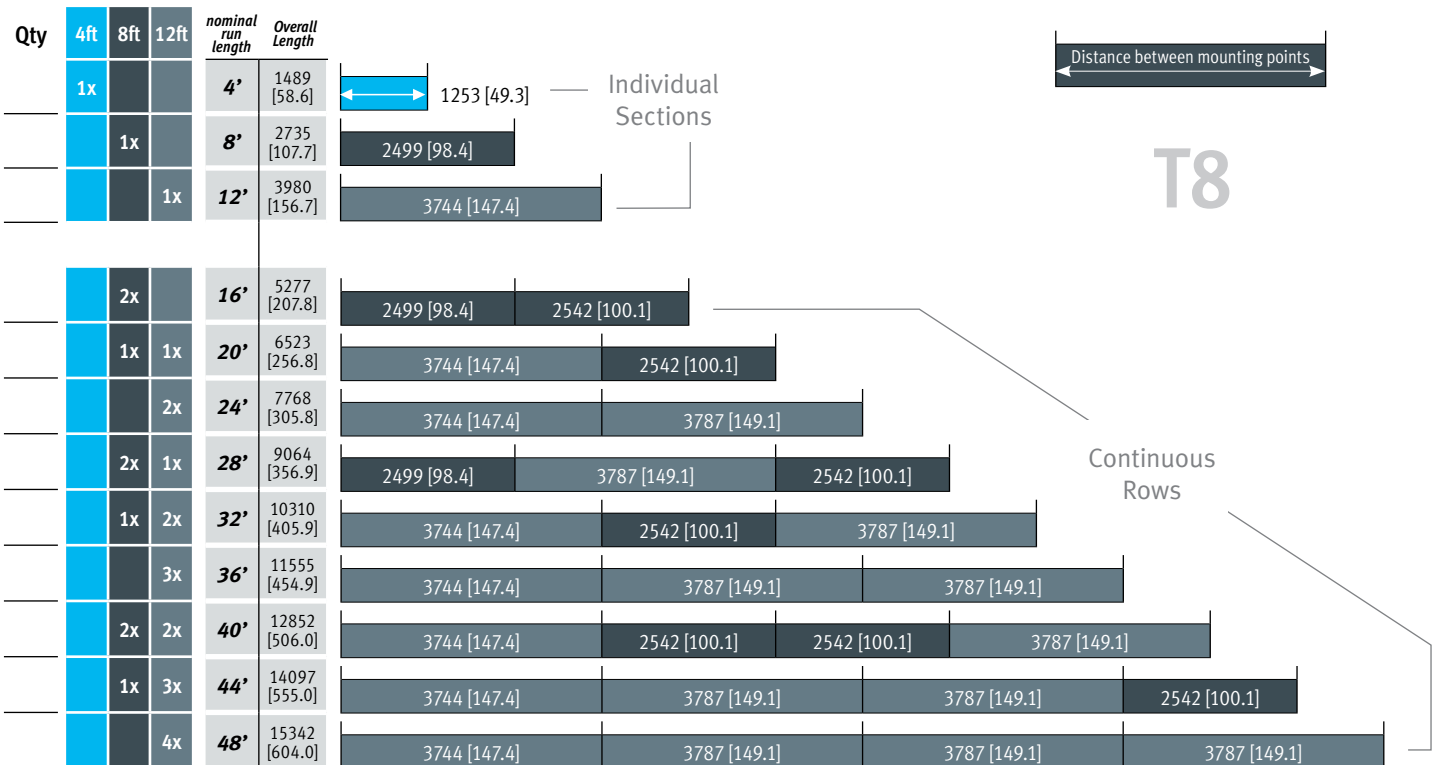 Qty 4ft 8ft 12ft nominal run length Overall Length
Distance between mounting points
1x 4’ 1489 [58.6] 1253 [49.3] Individual Sections
1x 8’ 2735 [107.7] 2499 [98.4]
T8
1x 12’ 3980 [156.7] 3744 [147.4]
2x 16’ 5277 [207.8] 2499 [98.4] 2542 [100.1]
1x 1x 20’ 6523 [256.8] 3744 [147.4] 2542 [100.1]
2x 24’ 7768 [305.8] 3744 [147.4] 3787 [149.1]
2x 1x 28’ 9064 [356.9] 2499 [98.4] 3787 [149.1] 2542 [100.1]
Continuous Rows
1x 2x 32’ 10310 [405.9] 3744 [147.4] 2542 [100.1] 3787 [149.1]
3x 36’ 11555 [454.9] 3744 [147.4] 3787 [149.1] 3787 [149.1]
2x 2x 40’ 12852 [506.0] 3744 [147.4] 2542 [100.1] 2542 [100.1] 3787 [149.1]
1x 3x 44’ 14097 [555.0] 3744 [147.4] 3787 [149.1] 3787 [149.1] 2542 [100.1]
4x 48’ 15342 [604.0] 3744 [147.4] 3787 [149.1] 3787 [149.1] 3787 [149.1]